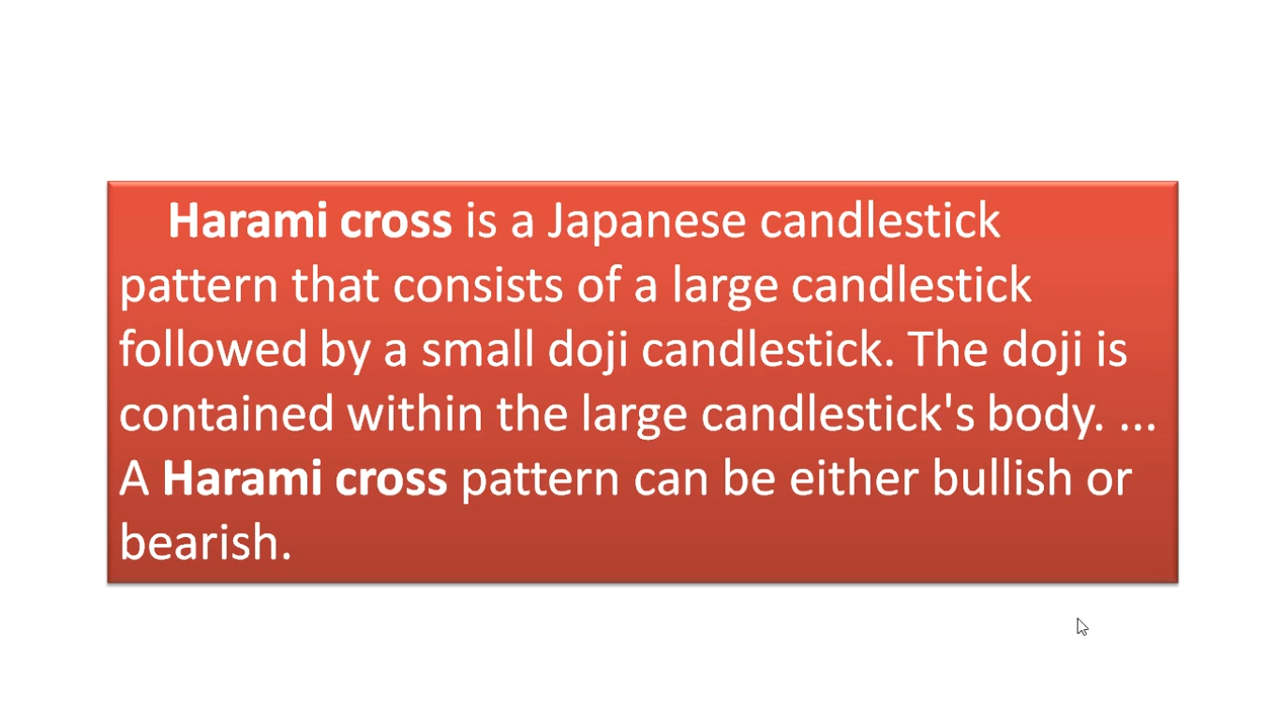 Harami cross is a Japanese candlestick
pattern that consists of a large candlestick
followed by a small doji candlestick. The doji is
contained within the large candlestick's body. ...
A Harami cross pattern can be either bullish or
bearish.